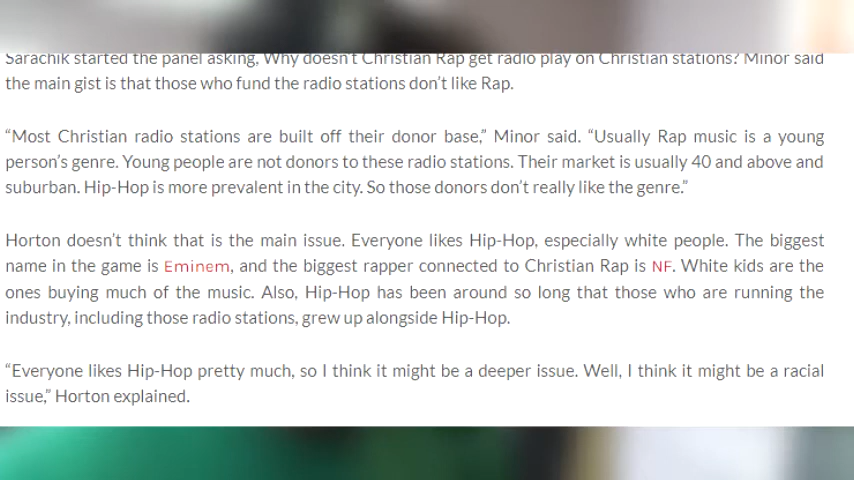 Sarachik started the panel asking, Why doesn't Christian Rap get radio play on Christian stations? Minor said
the main gist is that those who fund the radio stations don't like Rap.
“Most Christian radio stations are built off their donor base,” Minor said. “Usually Rap music is a young
person's genre. Young people are not donors to these radio stations. Their market is usually 40 and above and
suburban. Hip-Hop is more prevalent in the city. So those donors don't really like the genre.”
Horton doesn't think that is the main issue. Everyone likes Hip-Hop, especially white people. The biggest
name in the game is Eminem, and the biggest rapper connected to Christian Rap is NF. White kids are the
ones buying much of the music. Also, Hip-Hop has been around so long that those who are running the
industry, including those radio stations, grew up alongside Hip-Hop.
“Everyone likes Hip-Hop pretty much, so I think it might be a deeper issue. Well, I think it might be a racial
issue,” Horton explained.